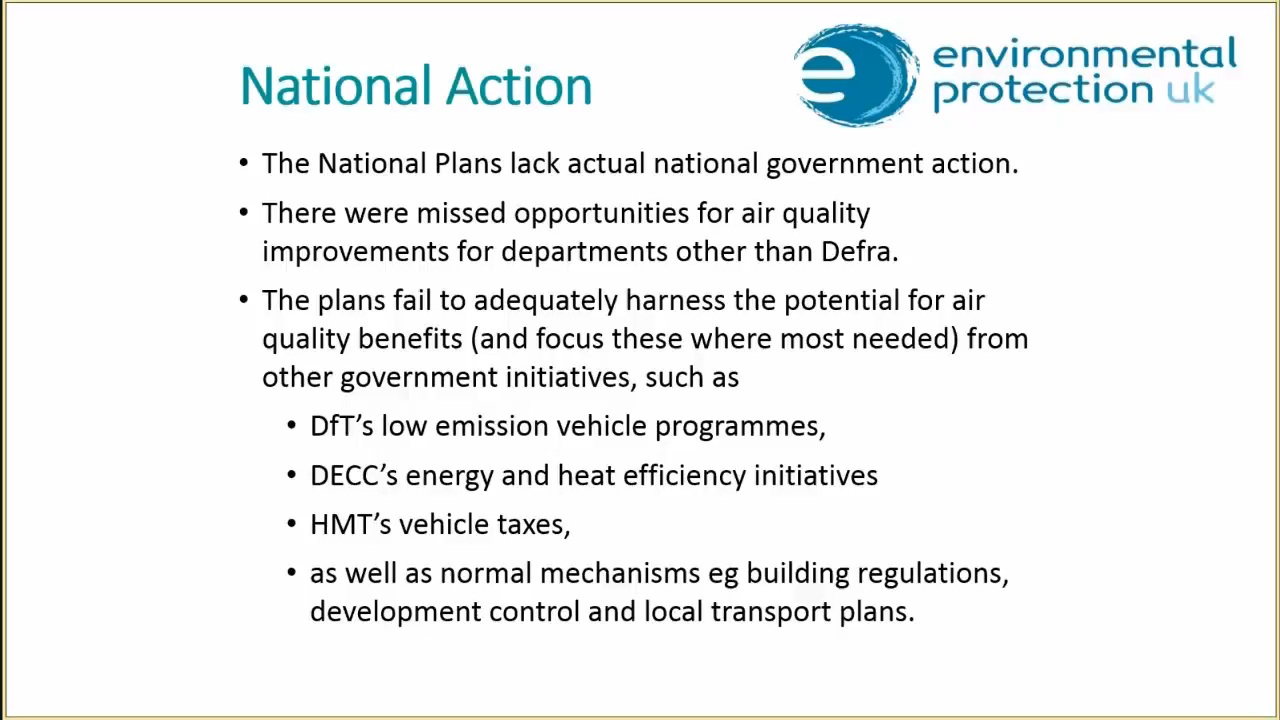 National Action
e environmental
protection uk
• The National Plans lack actual national government action.
• There were missed opportunities for air quality
improvements for departments other than Defra.
• The plans fail to adequately harness the potential for air
quality benefits (and focus these where most needed) from
other government initiatives, such as
• DfT’s low emission vehicle programmes,
• DECC’s energy and heat efficiency initiatives
• HMT’s vehicle taxes,
• as well as normal mechanisms eg building regulations,
development control and local transport plans.